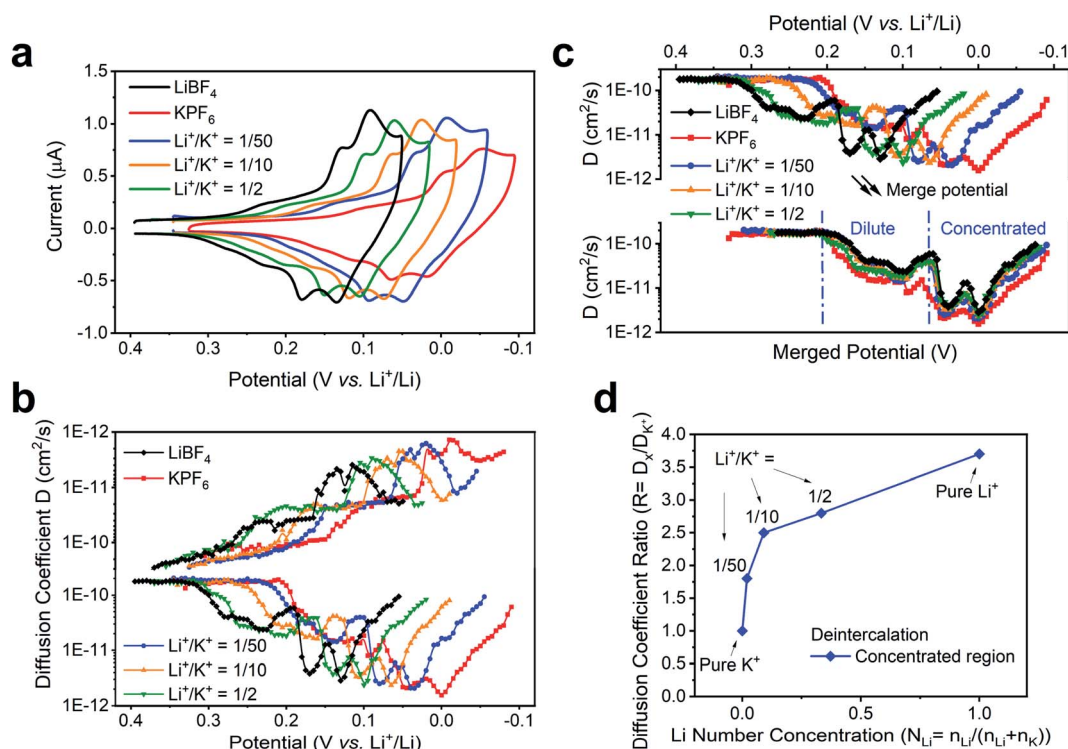 a
1.5
1.0
0.5
0.0
-0.5
-1.0
Current (µA)
LiBF4
KPF6
Li+/K+ = 1/50
Li+/K+ = 1/10
Li+/K+ = 1/2
0.4 0.3 0.2 0.1 0.0 -0.1
Potential (V vs. Li+/Li)
b
1E-12
1E-11
1E-10
1E-10
1E-11
1E-12
Diffusion Coefficient D (cm²/s)
LiBF4
KPF6
Li+/K+ = 1/50
Li+/K+ = 1/10
Li+/K+ = 1/2
0.4 0.3 0.2 0.1 0.0 -0.1
Potential (V vs. Li+/Li)
c
Potential (V vs. Li+/Li)
0.4 0.3 0.2 0.1 0.0 -0.1
1E-10
1E-11
1E-12
D (cm²/s)
LiBF4
KPF6
Li+/K+ = 1/50
Li+/K+ = 1/10
Li+/K+ = 1/2
Merge potential
Dilute
Concentrated
1E-10
1E-11
1E-12
D (cm²/s)
Merged Potential (V)
d
4.0
3.5
3.0
2.5
2.0
1.5
1.0
0.5
0.0
Diffusion Coefficient Ratio (R= Dx/DK+)
Li+/K+ =
1/2
1/10
1/50
Pure Li+
Pure K+
Deintercalation
Concentrated region
0.0 0.5 1.0
Li Number Concentration (NLi= nLi/(nLi+nK))